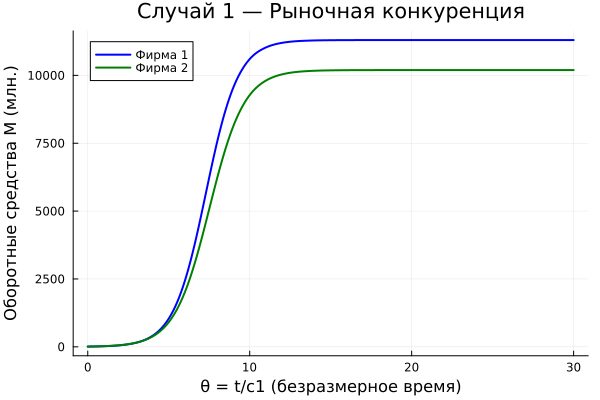 Случай 1 — Рыночная конкуренция
Фирма 1
Фирма 2
Оборотные средства M (млн.)
10000
7500
5000
2500
0
0 10 20 30
θ = t/c1 (безразмерное время)